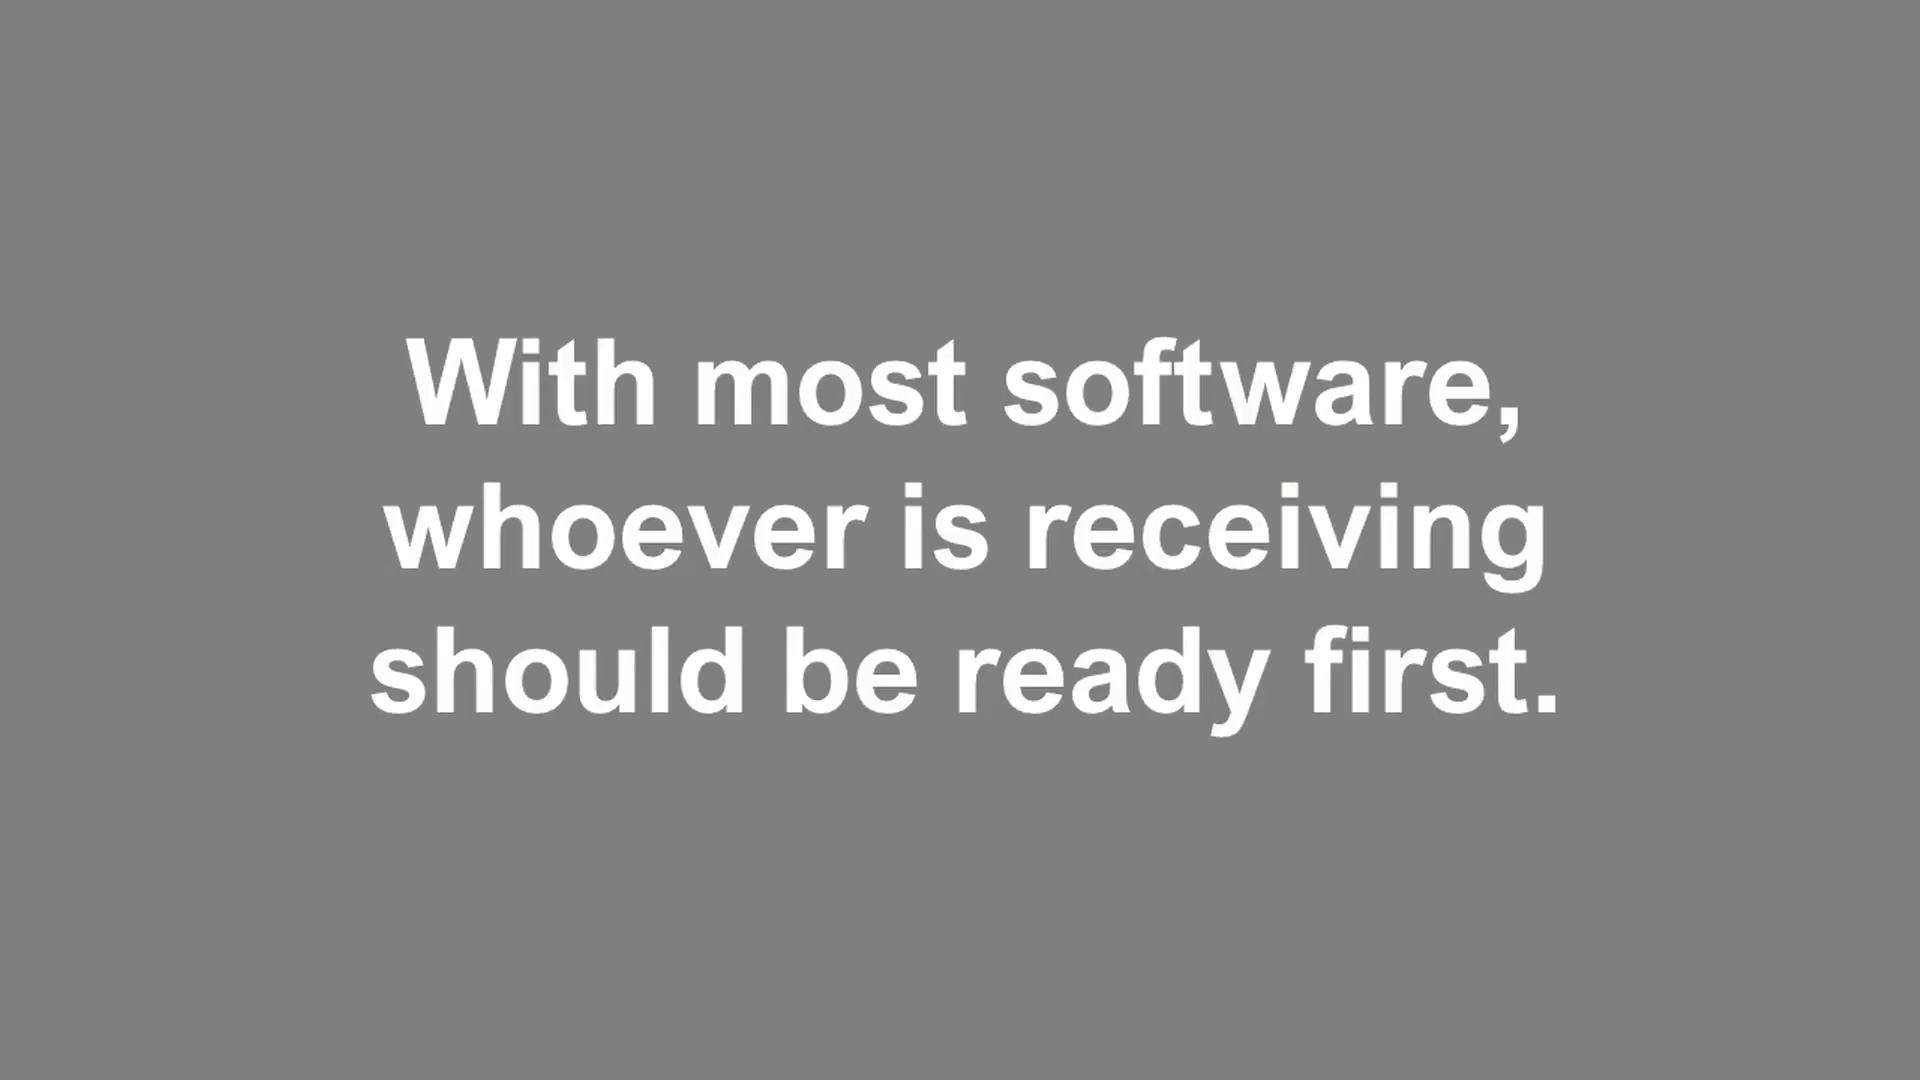 With most software,
whoever is receiving
should be ready first.